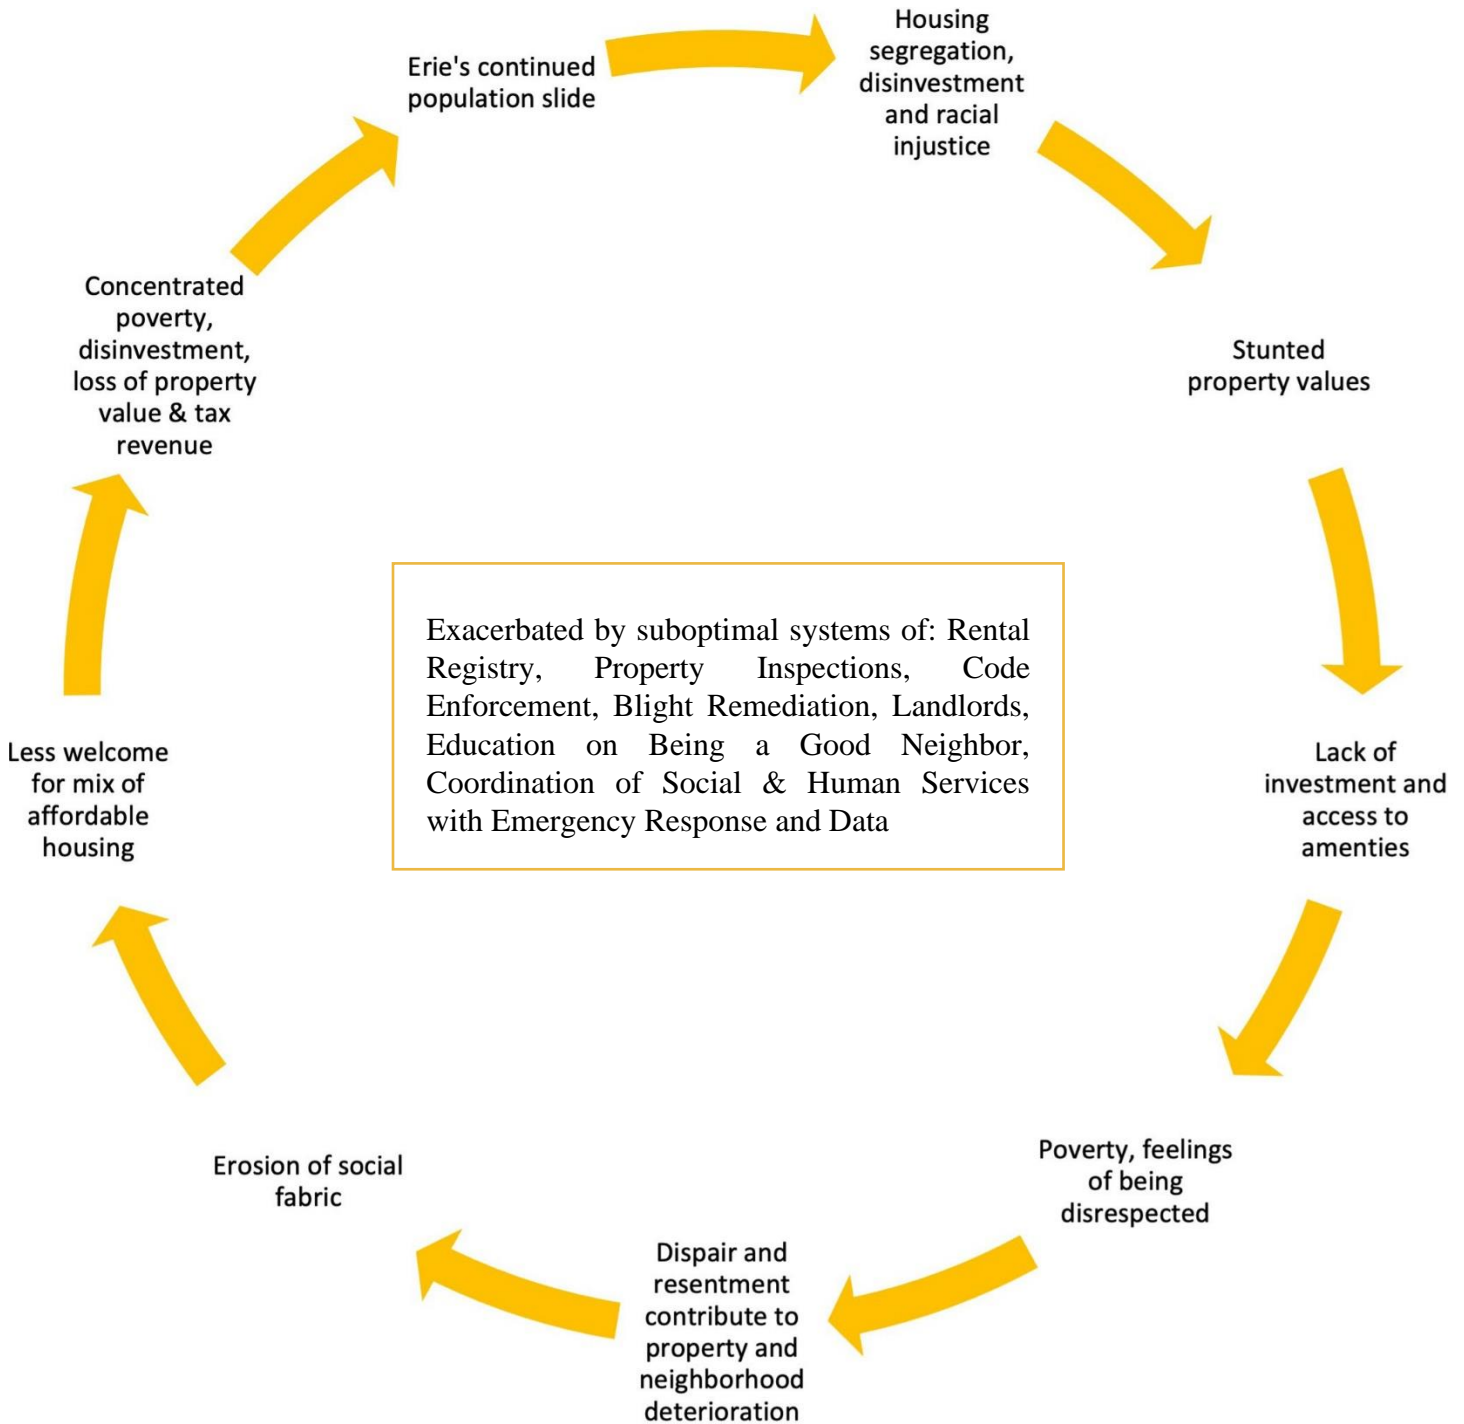 Housing
segregation,
disinvestment
and racial
injustice
Stunted
property values
Lack of
investment and
access to
amenties
Poverty, feelings
of being
disrespected
Dispair and
resentment
contribute to
property and
neighborhood
deterioration
Erosion of social
fabric
Less welcome
for mix of
affordable
housing
Concentrated
poverty,
disinvestment,
loss of property
value & tax
revenue
Erie's continued
population slide
Exacerbated by suboptimal systems of: Rental
Registry, Property Inspections, Code
Enforcement, Blight Remediation, Landlords,
Education on Being a Good Neighbor,
Coordination of Social & Human Services
with Emergency Response and Data